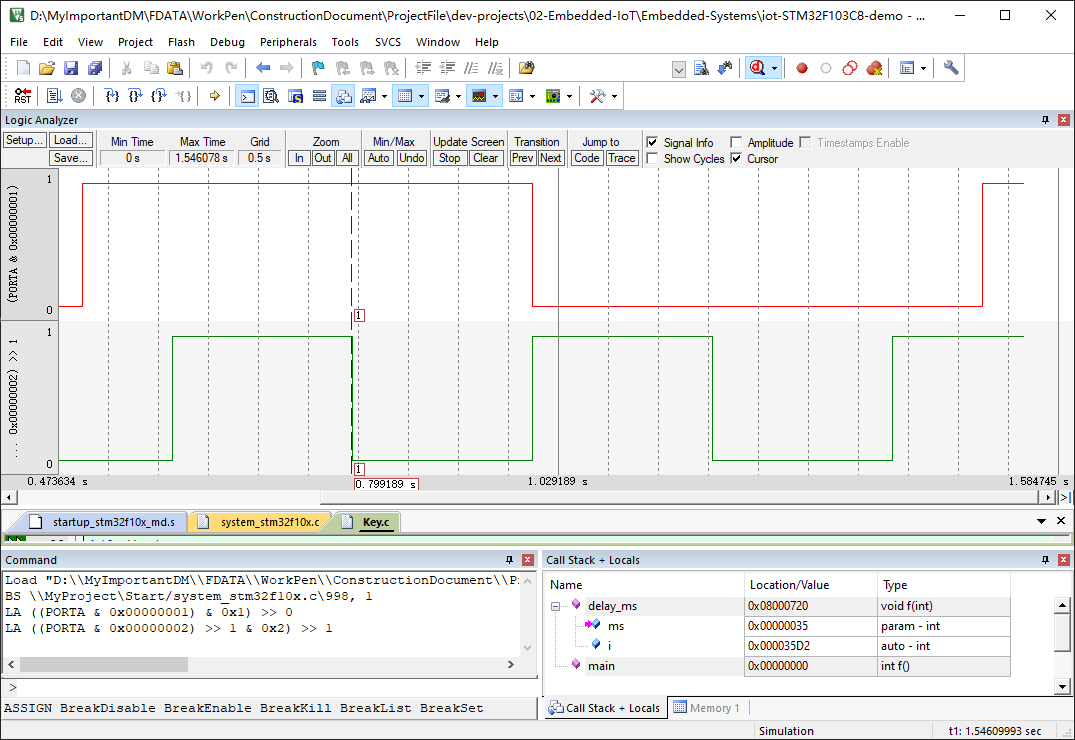 D:\MyImportantDM\FDATA\WorkPen\ConstructionDocument\ProjectFile\dev-projects\02-Embedded-IoT\Embedded-Systems\iot-STM32F103C8-demo - ...
File Edit View Project Flash Debug Peripherals Tools SVCS Window Help
RST
Logic Analyzer
Setup... Load... Min Time Max Time Grid Zoom Min/Max Update Screen Transition Jump to Signal Info Amplitude Timestamps Enable
Save... 0 s 1.546078 s 0.5 s In Out All Auto Undo Stop Clear Prev Next Code Trace Show Cycles Cursor
1
(PORTA & 0x00000001)
0
1
1
... 0x00000002) >> 1
0
1
0.473634 s 0.799189 s 1.029189 s 1.584745 s
startup_stm32f10x_md.s system_stm32f10x.c Key.c
Command
Load "D:\\MyImportantDM\\FDATA\\WorkPen\\ConstructionDocument\\P
BS \\MyProject\Start/system_stm32f10x.c\998, 1
LA ((PORTA & 0x00000001) & 0x1) >> 0
LA ((PORTA & 0x00000002) >> 1 & 0x2) >> 1
>
ASSIGN BreakDisable BreakEnable BreakKill BreakList BreakSet
Call Stack + Locals
Name Location/Value Type
delay_ms 0x08000720 void f(int)
ms 0x00000035 param - int
i 0x000035D2 auto - int
main 0x00000000 int f()
Call Stack + Locals Memory 1
Simulation t1: 1.54609993 sec